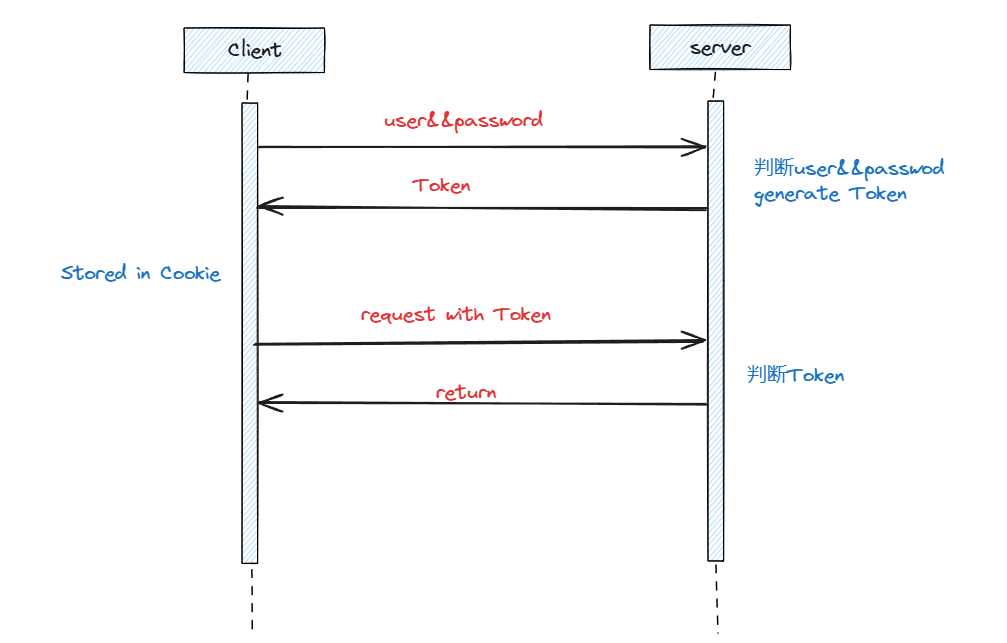 Client
server
user&&password
判断user&&passwod
generate Token
Token
Stored in Cookie
request with Token
判断Token
return